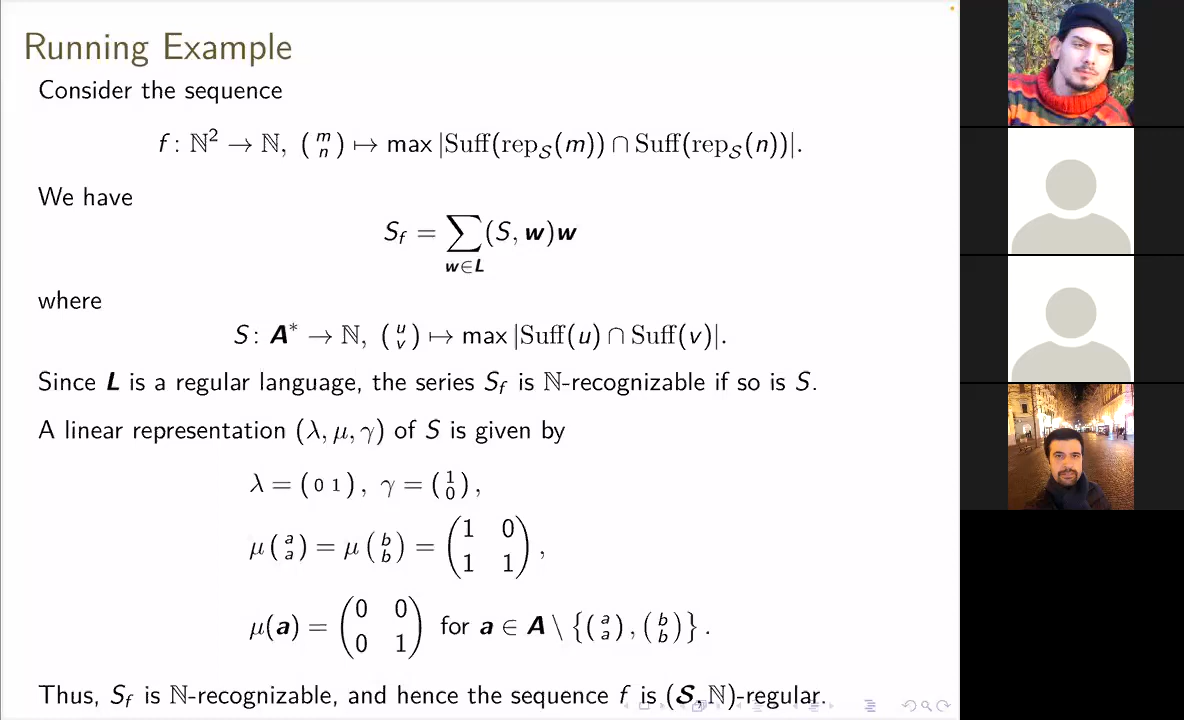 Running Example
Consider the sequence
f : ℕ² → ℕ, (m n) ↦ max |Suff(rep_S(m)) ∩ Suff(rep_S(n))|.
We have
S_f = ∑_{w∈L} (S, w)w
where
S : A* → ℕ, (u v) ↦ max |Suff(u) ∩ Suff(v)|.
Since L is a regular language, the series S_f is ℕ-recognizable if so is S.
A linear representation (λ, μ, γ) of S is given by
λ = (0 1), γ = (1 0),
μ(a a) = μ(b b) = (1 0 1 1),
μ(a) = (0 0 0 1) for a ∈ A \ {(a a), (b b)}.
Thus, S_f is ℕ-recognizable, and hence the sequence f is (S, ℕ)-regular.